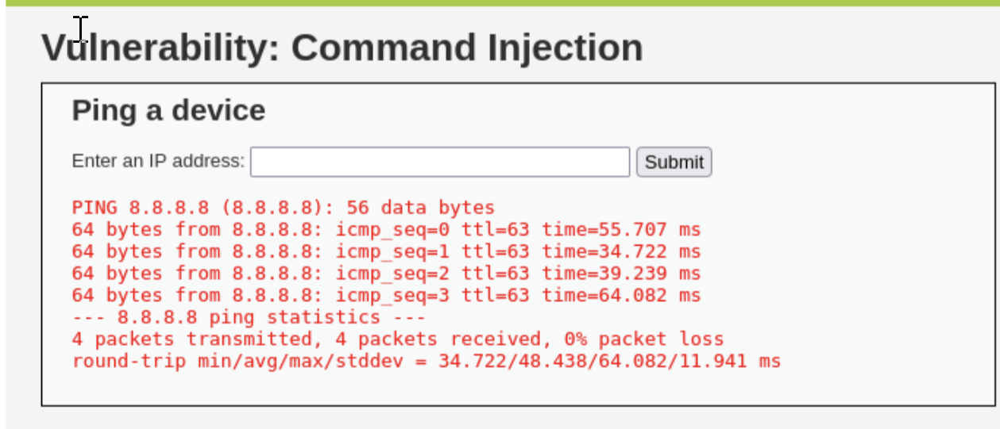 Vulnerability: Command Injection
Ping a device
Enter an IP address: Submit
PING 8.8.8.8 (8.8.8.8): 56 data bytes
64 bytes from 8.8.8.8: icmp_seq=0 ttl=63 time=55.707 ms
64 bytes from 8.8.8.8: icmp_seq=1 ttl=63 time=34.722 ms
64 bytes from 8.8.8.8: icmp_seq=2 ttl=63 time=39.239 ms
64 bytes from 8.8.8.8: icmp_seq=3 ttl=63 time=64.082 ms
--- 8.8.8.8 ping statistics ---
4 packets transmitted, 4 packets received, 0% packet loss
round-trip min/avg/max/stddev = 34.722/48.438/64.082/11.941 ms